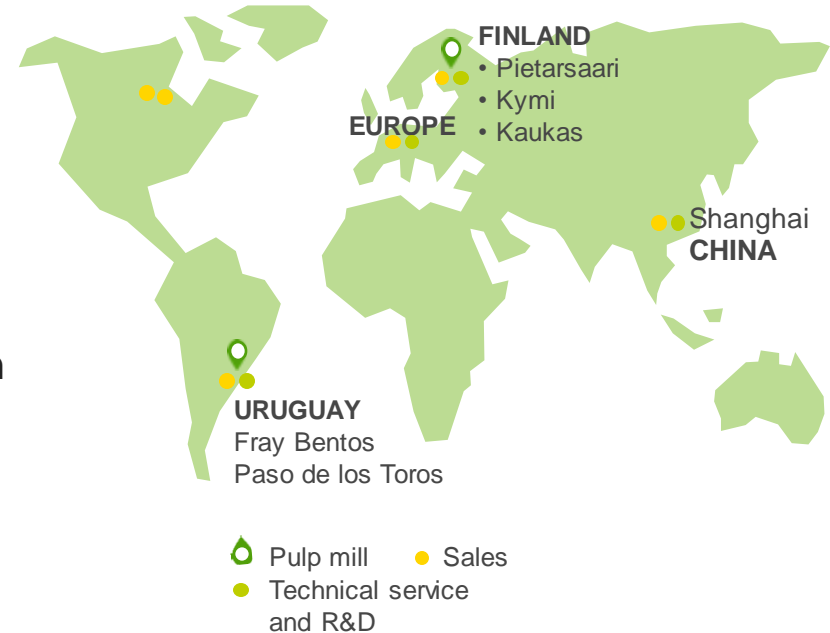 FINLAND
• Pietarsaari
• Kymi
• Kaukas
EUROPE
Shanghai
CHINA
n
URUGUAY
Fray Bentos
Paso de los Toros
Pulp mill
Sales
Technical service
and R&D